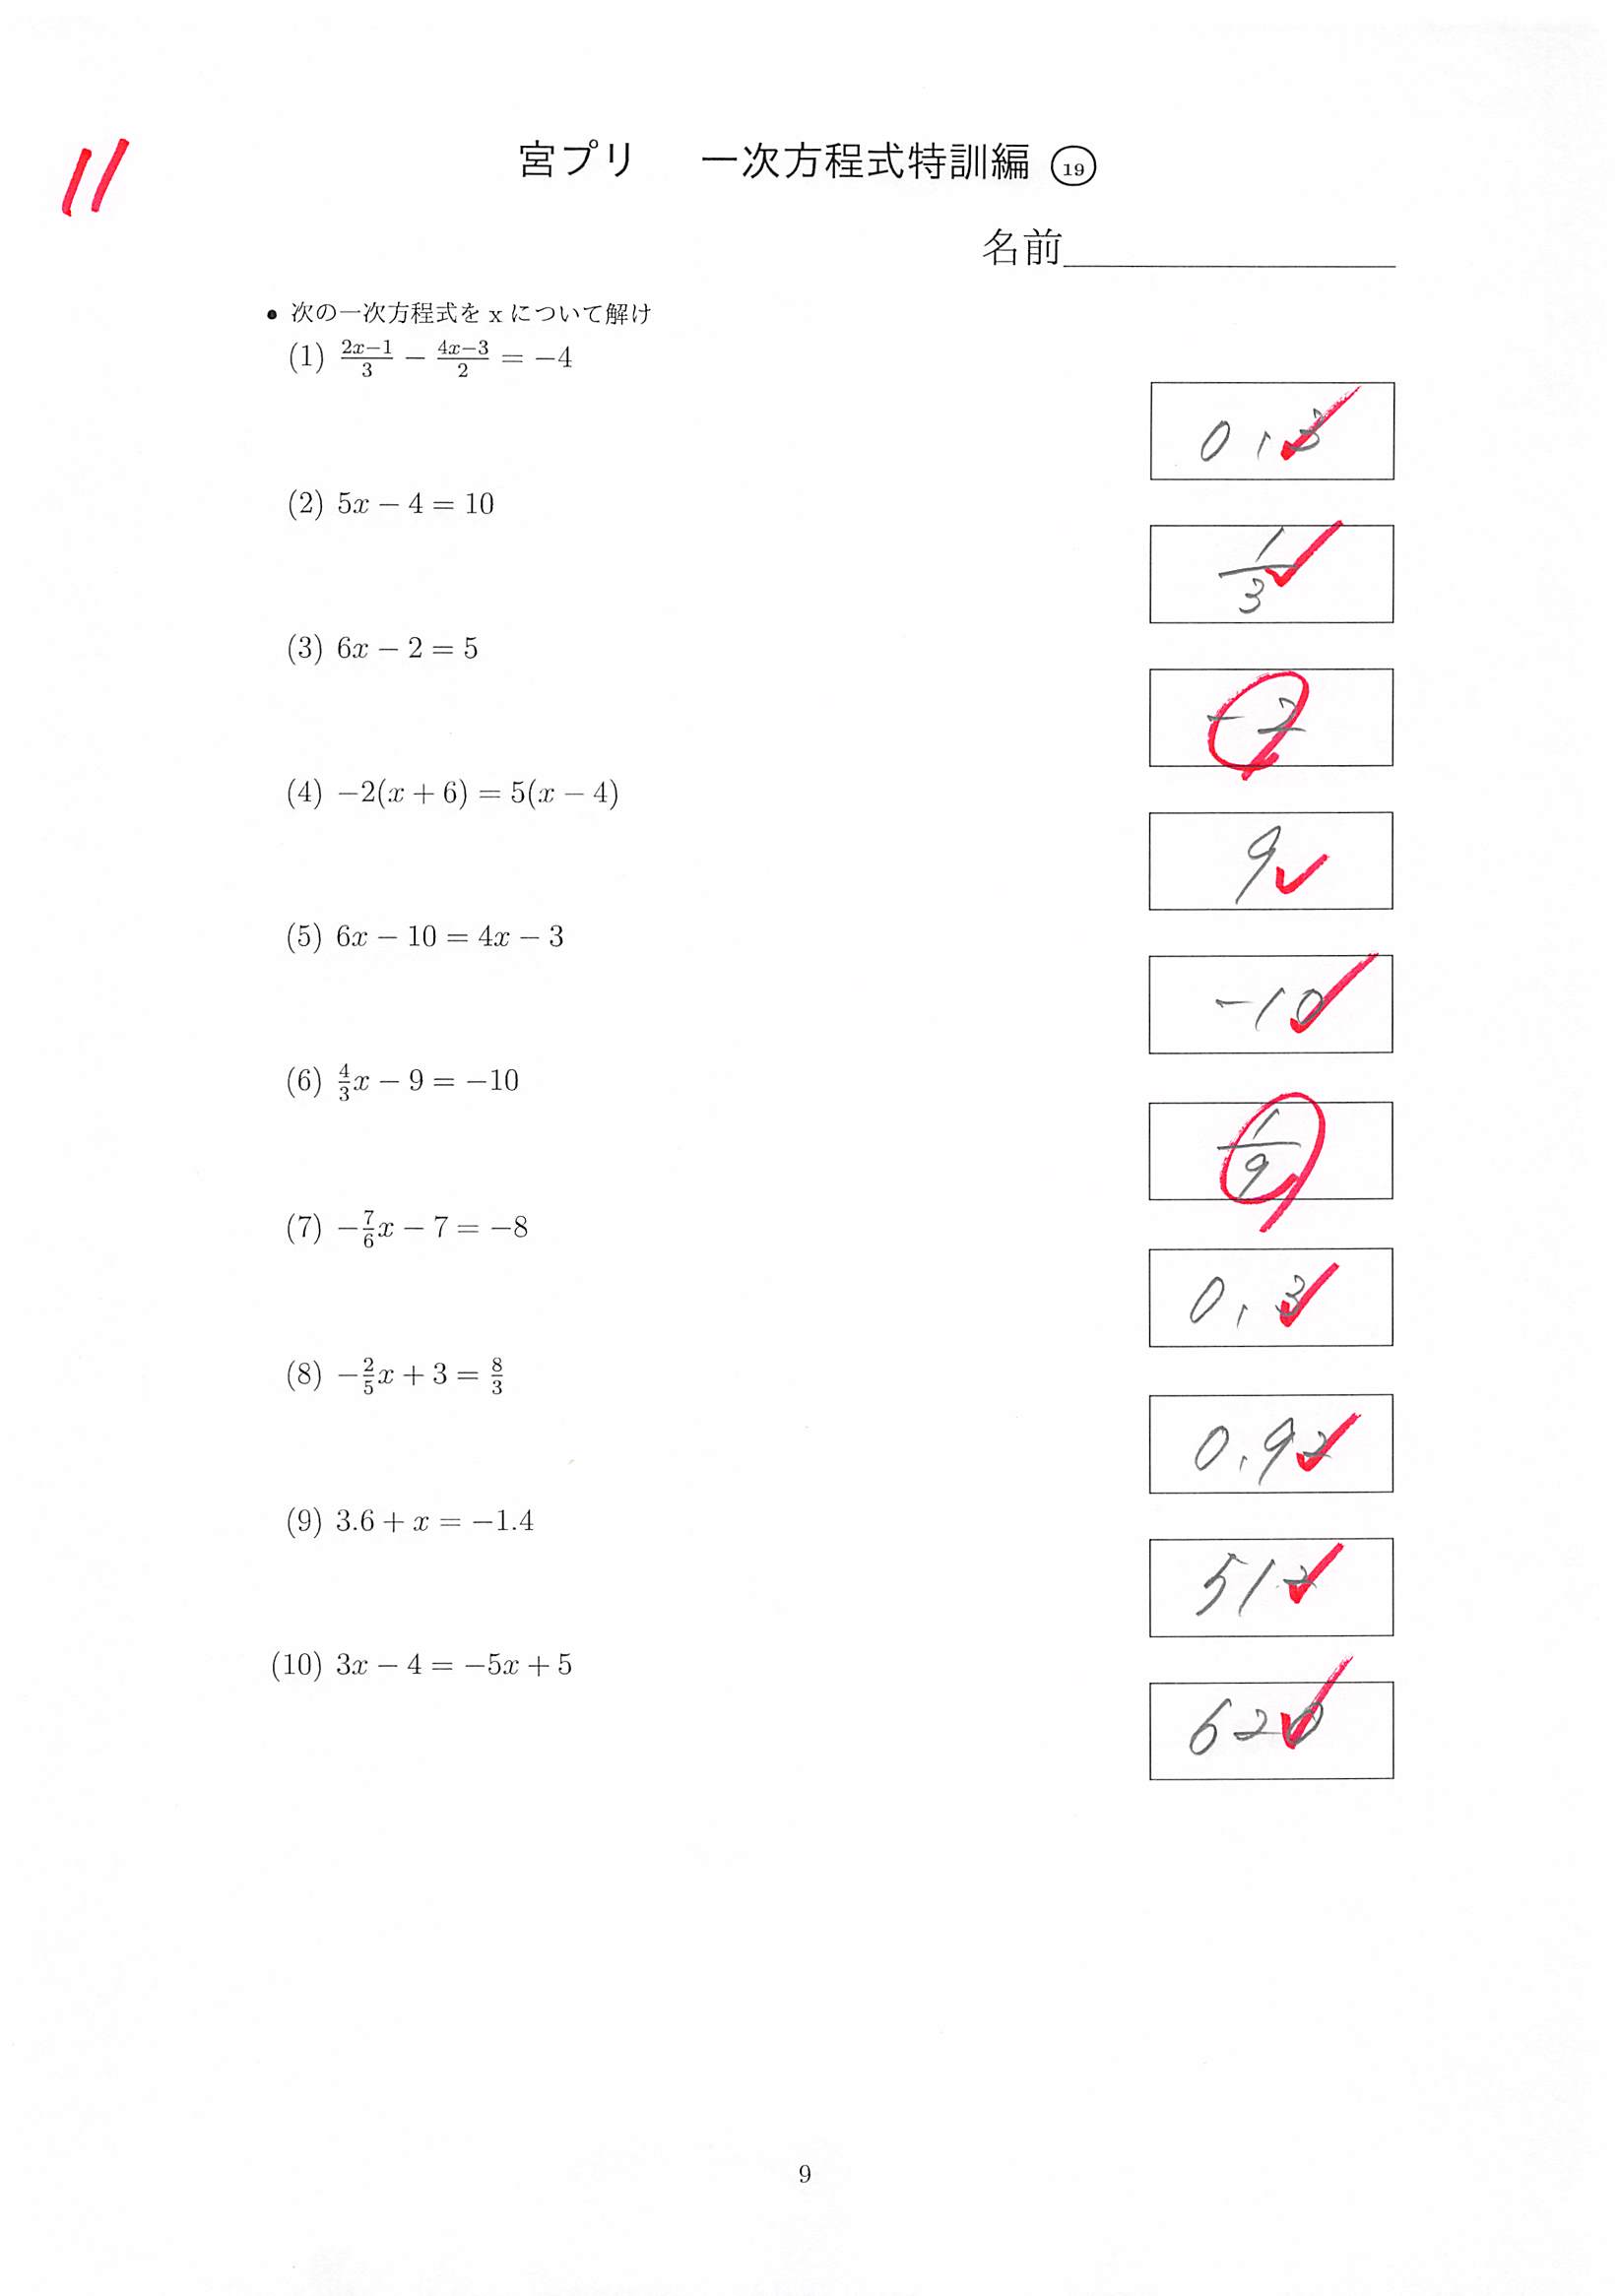 11
宮プリ 一次方程式特訓編 ⑲
名前
• 次の一次方程式を x について解け
(1) \frac{2x-1}{3} − \frac{4x-3}{2} = −4
0.3
(2) 5x − 4 = 10
\frac{1}{3}
(3) 6x − 2 = 5
-2
(4) −2(x + 6) = 5(x − 4)
9
(5) 6x − 10 = 4x − 3
-10
(6) \frac{4}{3}x − 9 = −10
\frac{1}{9}
(7) −\frac{7}{6}x − 7 = −8
0.3
(8) −\frac{2}{5}x + 3 = \frac{8}{3}
0.92
(9) 3.6 + x = −1.4
512
(10) 3x − 4 = −5x + 5
620
9